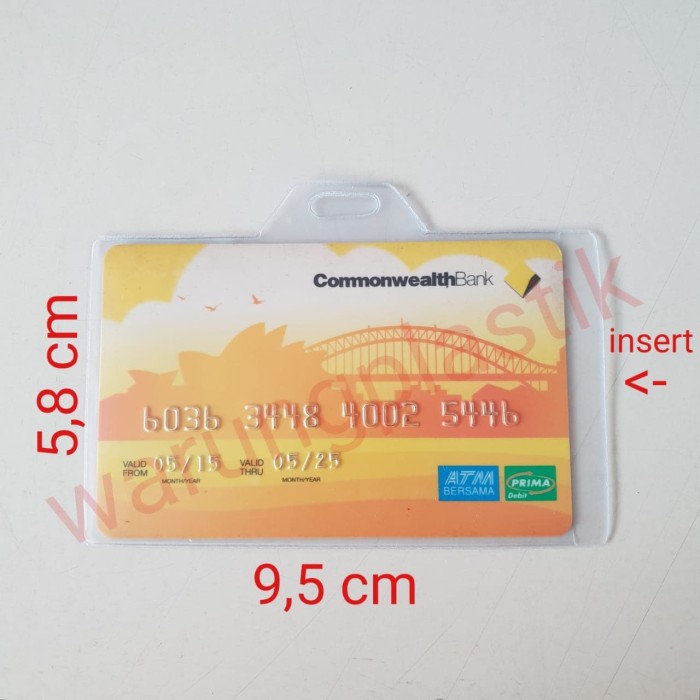 CommonwealthBank
6036 3448 4002 5446
VALID FROM 05/15 VALID THRU 05/25
MONTH/YEAR MONTH/YEAR
ATM BERSAMA
PRIMA Debit
warungplastik
insert
<-
5,8 cm
9,5 cm